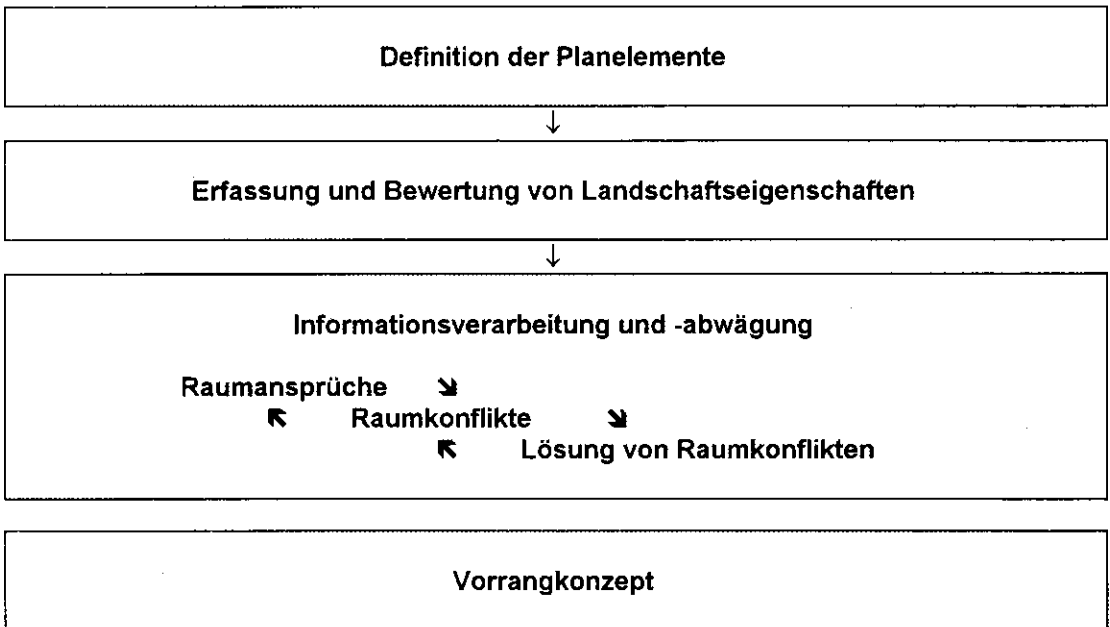 Definition der Planelemente
↓
Erfassung und Bewertung von Landschaftseigenschaften
↓
Informationsverarbeitung und -abwägung
Raumansprüche ➘
↖ Raumkonflikte ➘
↖ Lösung von Raumkonflikten
Vorrangkonzept